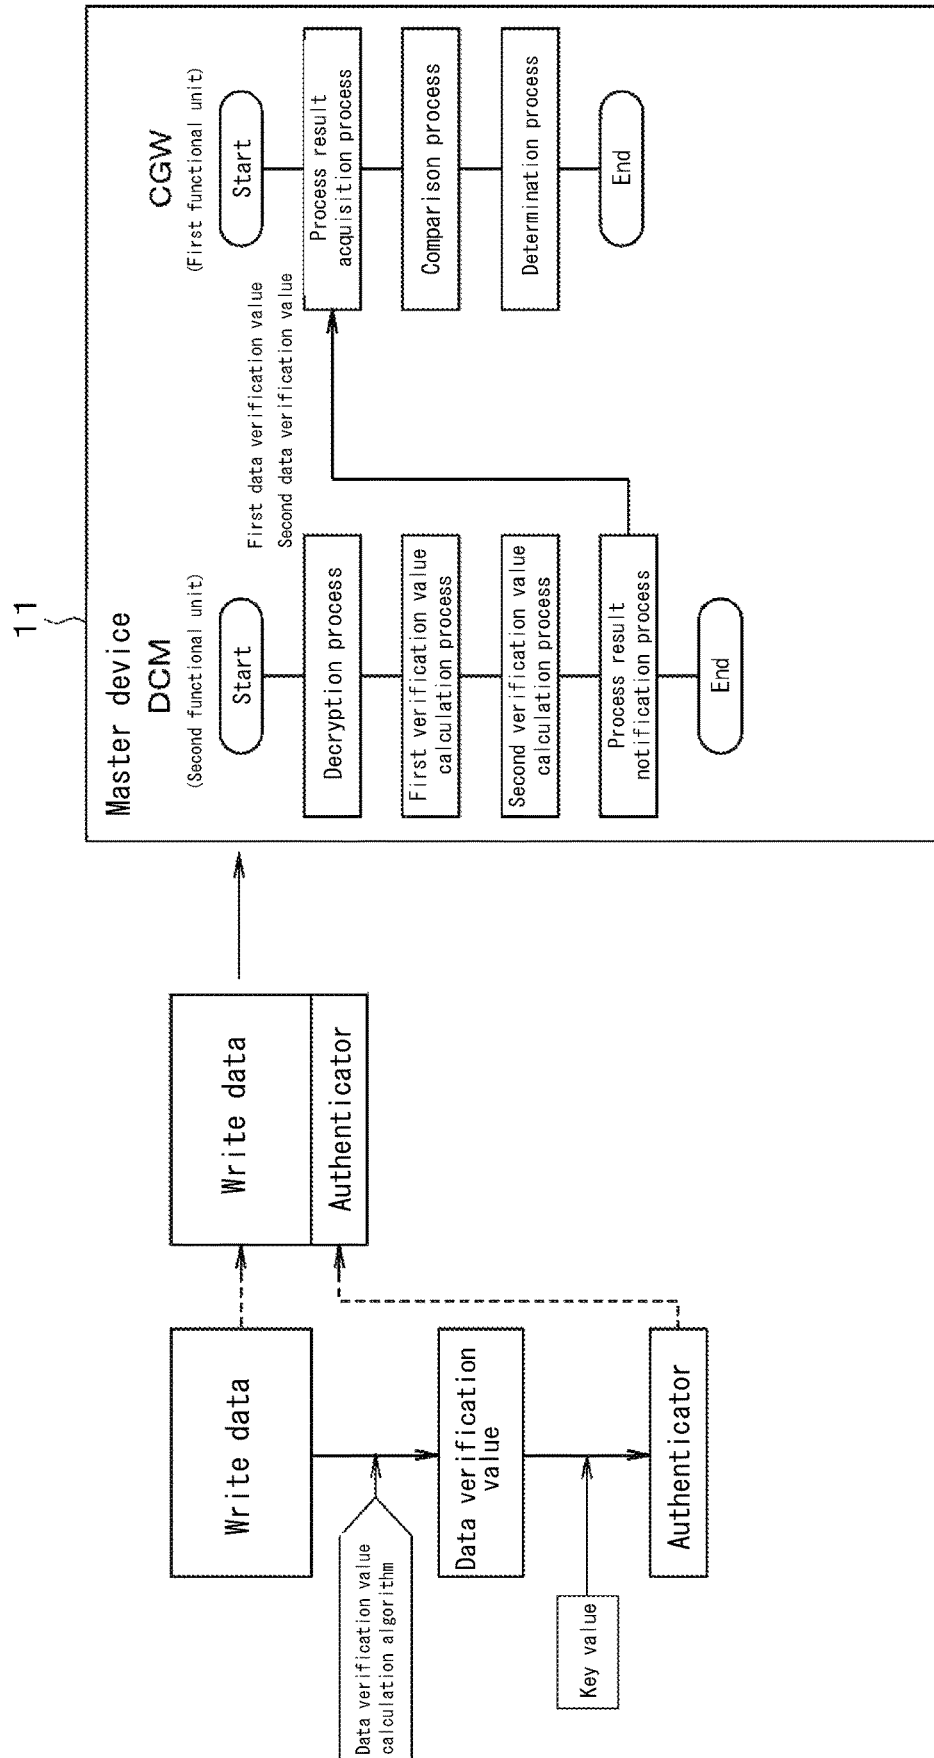 Write data
Data verification value
calculation algorithm
Data verification
value
Key value
Authenticator
Write data
Authenticator
11
Master device
DCM
(Second functional unit)
Start
Decryption process
First verification value
calculation process
Second verification value
calculation process
Process result
notification process
End
First data verification value
Second data verification value
CGW
(First functional unit)
Start
Process result
acquisition process
Comparison process
Determination process
End